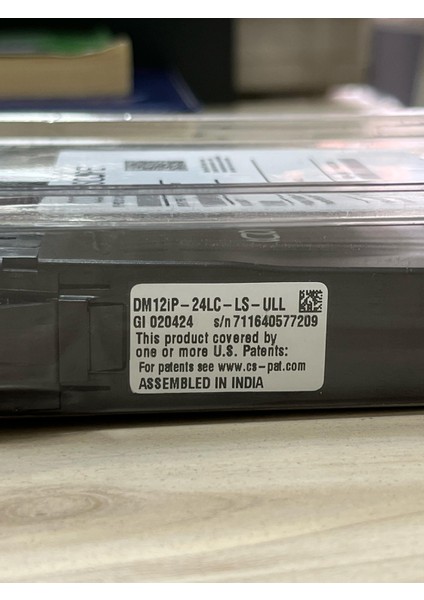 DM12iP-24LC-LS-ULL
GI 020424 s/n 711640577209
This product covered by
one or more U.S. Patents:
For patents see www.cs-pat.com
ASSEMBLED IN INDIA